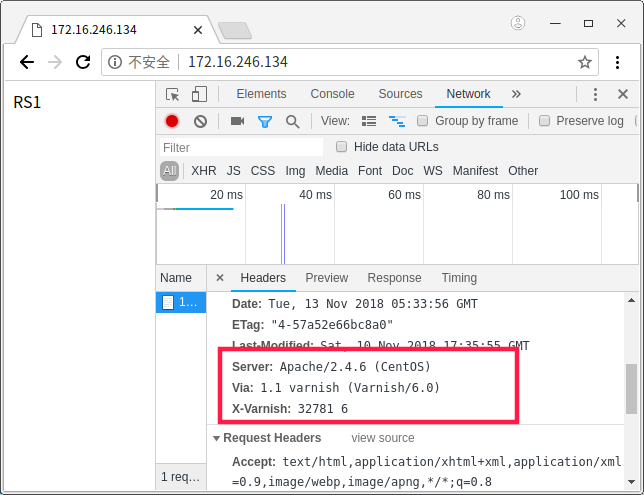 172.16.246.134
不安全 172.16.246.134
RS1
Elements Console Sources Network
View: Group by frame Preserve log
Filter Hide data URLs
All XHR JS CSS Img Media Font Doc WS Manifest Other
20 ms 40 ms 60 ms 80 ms 100 ms
Name Headers Preview Response Timing
1...
Date: Tue, 13 Nov 2018 05:33:56 GMT
ETag: "4-57a52e66bc8a0"
Last-Modified: Sat, 10 Nov 2018 17:35:55 GMT
Server: Apache/2.4.6 (CentOS)
Via: 1.1 varnish (Varnish/6.0)
X-Varnish: 32781 6
Request Headers view source
Accept: text/html,application/xhtml+xml,application/xml
=0.9,image/webp,image/apng,*/*;q=0.8
1 req...